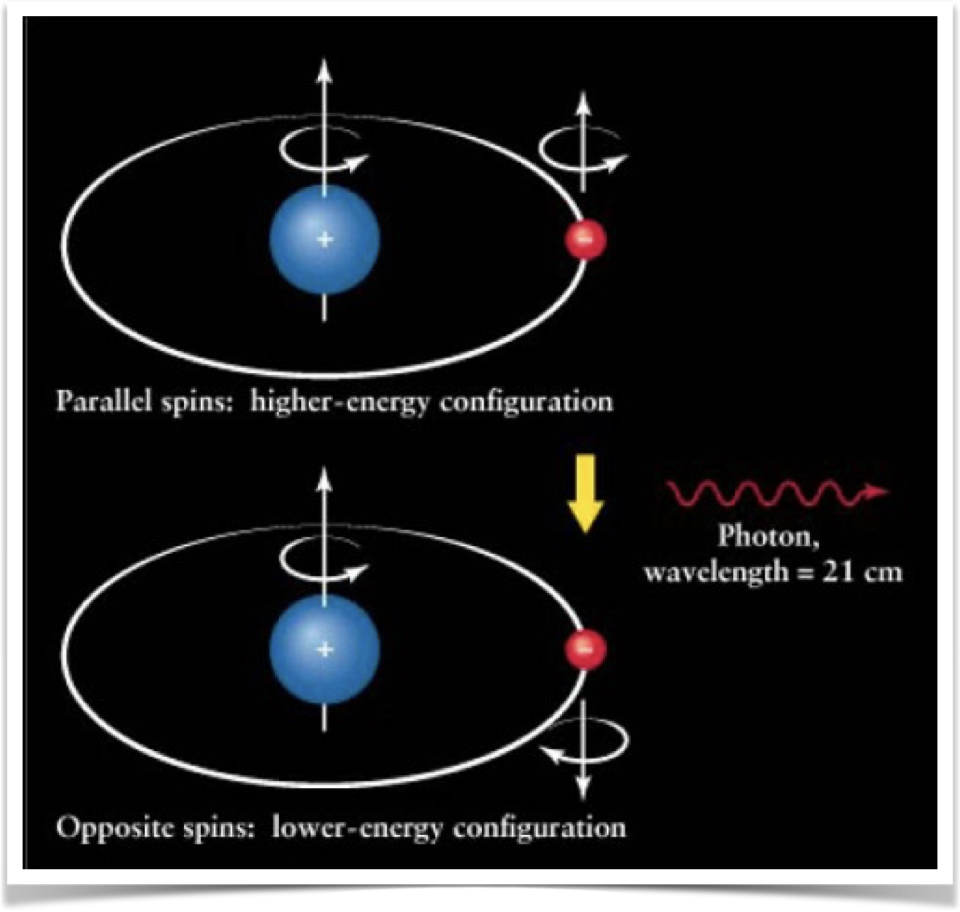 +
−
Parallel spins: higher-energy configuration
Photon,
wavelength = 21 cm
+
−
Opposite spins: lower-energy configuration